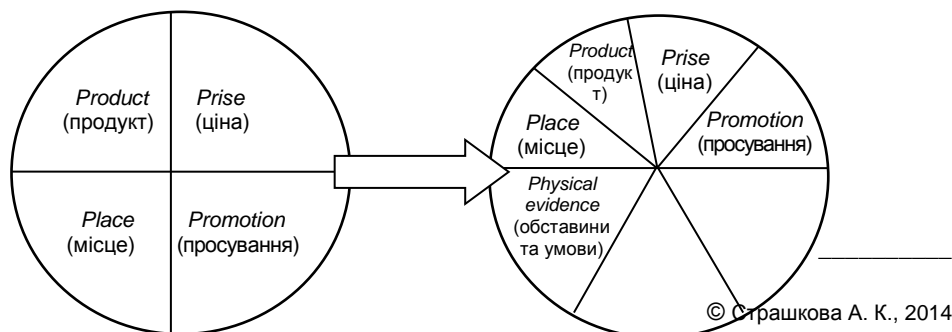 Product
(продукт)
Prise
(ціна)
Place
(місце)
Promotion
(просування)
Product
(продук
т)
Prise
(ціна)
Place
(місце)
Promotion
(просування)
Physical
evidence
(обставини
та умови)
© Страшкова А. К., 2014